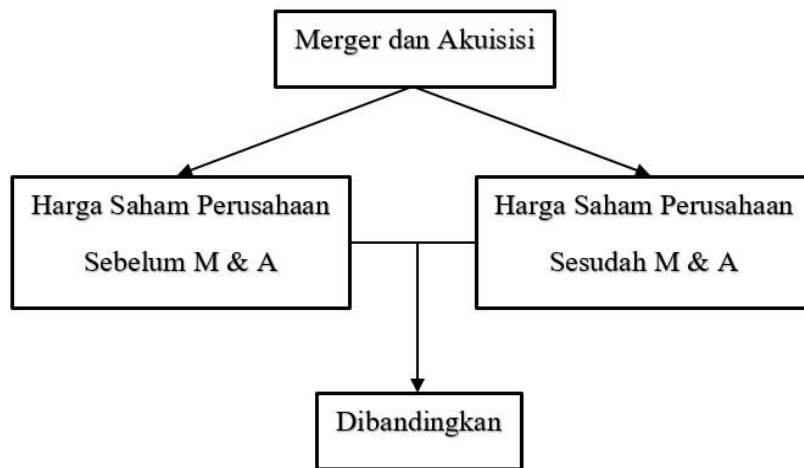 Merger dan Akuisisi
Harga Saham Perusahaan
Sebelum M & A
Harga Saham Perusahaan
Sesudah M & A
Dibandingkan